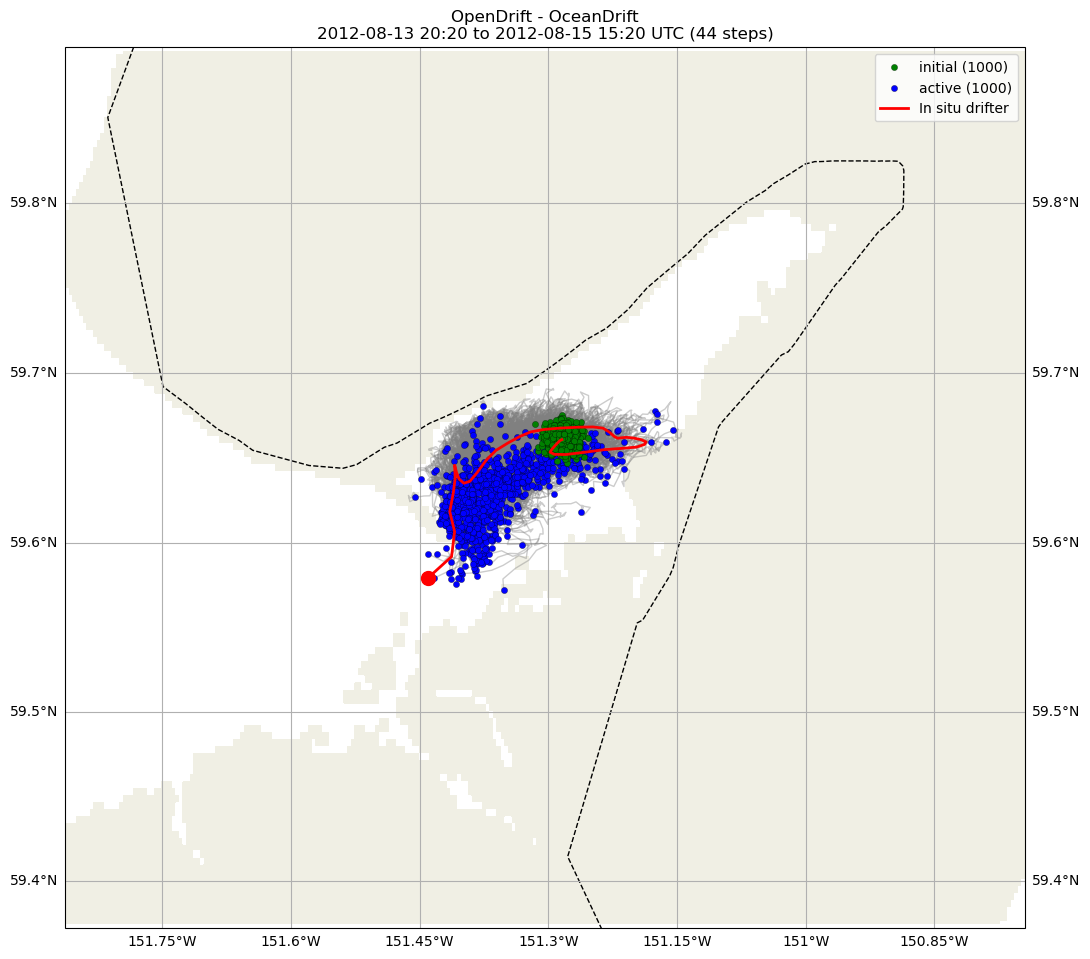 OpenDrift - OceanDrift
2012-08-13 20:20 to 2012-08-15 15:20 UTC (44 steps)
initial (1000)
active (1000)
In situ drifter
59.8°N
59.8°N
59.7°N
59.7°N
59.6°N
59.6°N
59.5°N
59.5°N
59.4°N
59.4°N
151.75°W
151.6°W
151.45°W
151.3°W
151.15°W
151°W
150.85°W